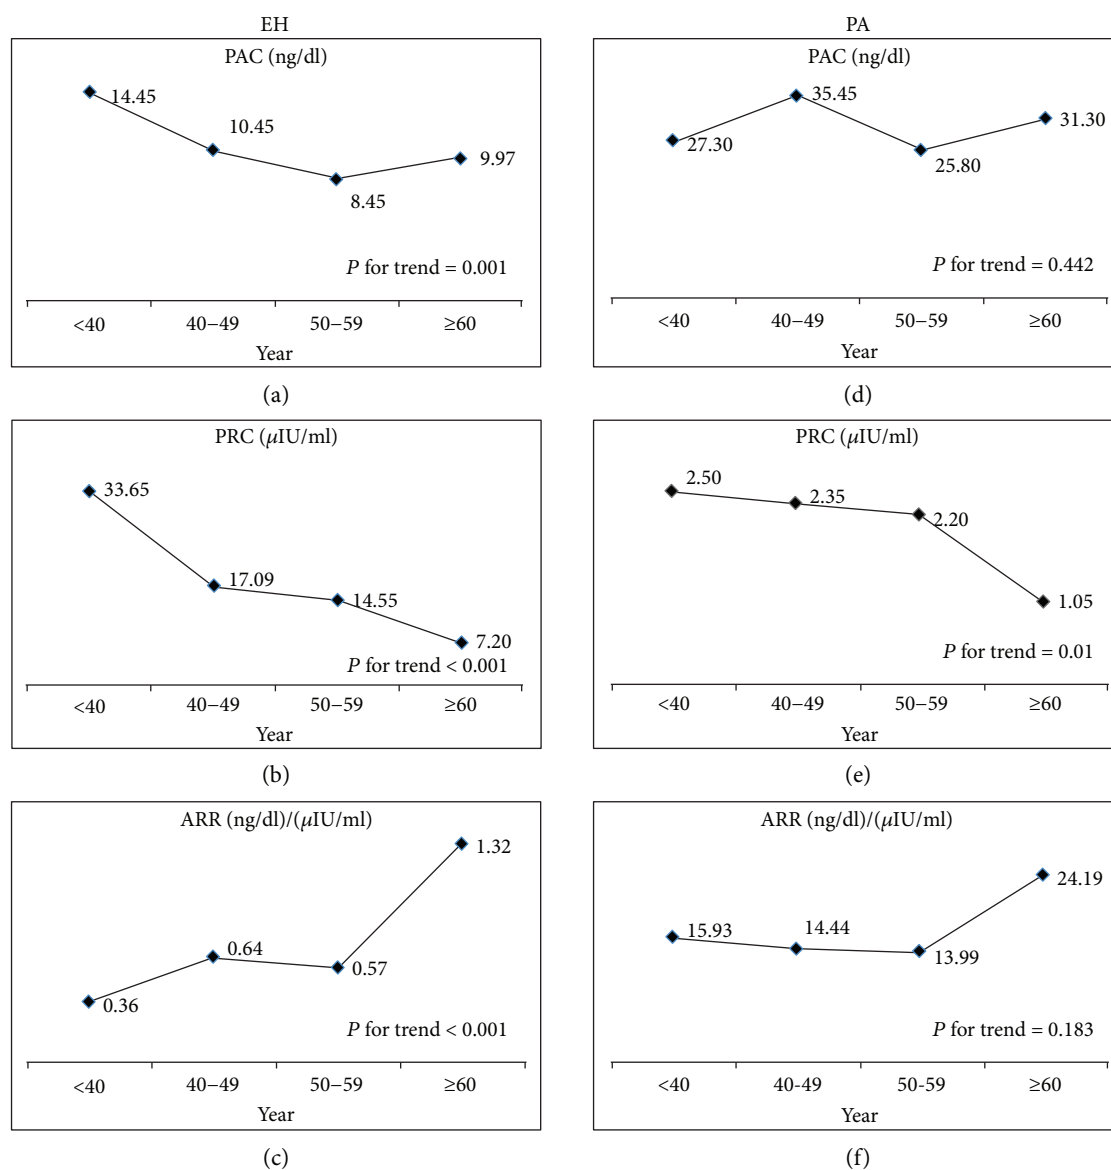 EH
PAC (ng/dl)
14.45
10.45
8.45
9.97
P for trend = 0.001
<40 40−49 50−59 ≥60
Year
(a)
PRC (μIU/ml)
33.65
17.09
14.55
7.20
P for trend < 0.001
<40 40−49 50−59 ≥60
Year
(b)
ARR (ng/dl)/(μIU/ml)
0.36
0.64
0.57
1.32
P for trend < 0.001
<40 40−49 50−59 ≥60
Year
(c)
PA
PAC (ng/dl)
27.30
35.45
25.80
31.30
P for trend = 0.442
<40 40−49 50−59 ≥60
Year
(d)
PRC (μIU/ml)
2.50
2.35
2.20
1.05
P for trend = 0.01
<40 40−49 50−59 ≥60
Year
(e)
ARR (ng/dl)/(μIU/ml)
15.93
14.44
13.99
24.19
P for trend = 0.183
<40 40-49 50-59 ≥60
Year
(f)